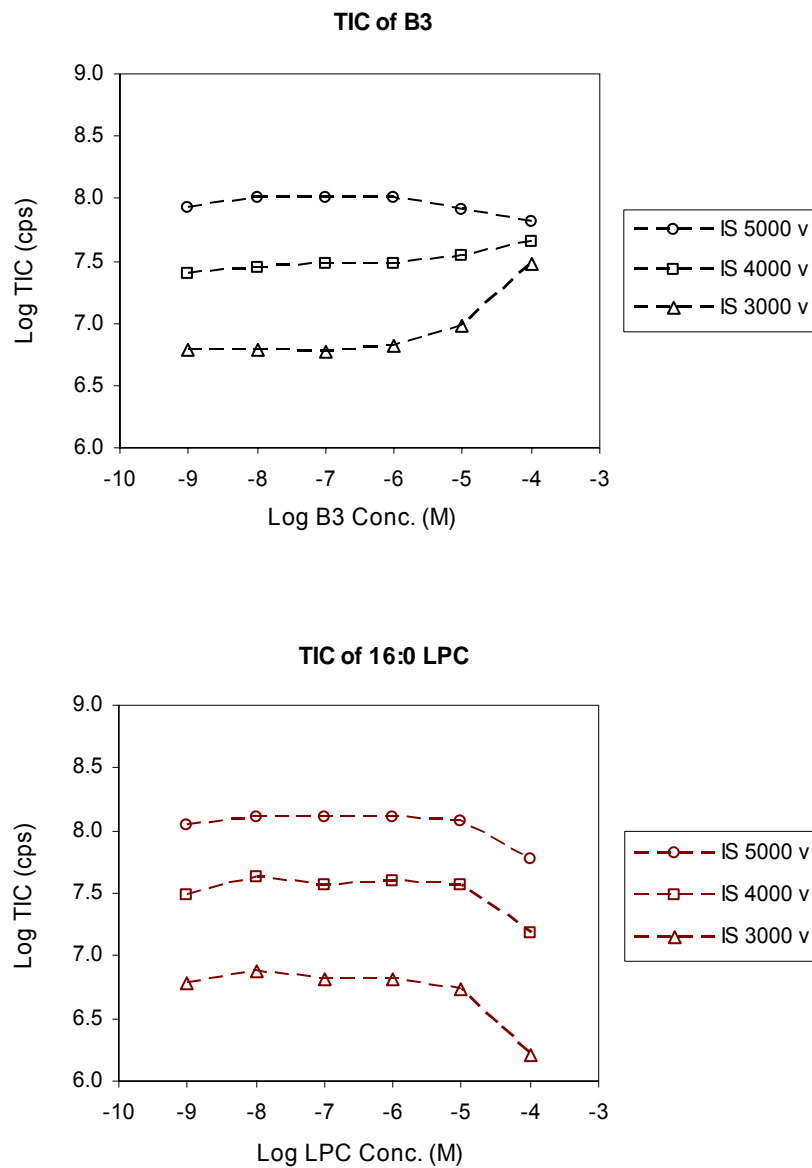 TIC of B3
9.0
8.5
8.0
7.5
7.0
6.5
6.0
Log TIC (cps)
-10 -9 -8 -7 -6 -5 -4 -3
Log B3 Conc. (M)
IS 5000 v
IS 4000 v
IS 3000 v
TIC of 16:0 LPC
9.0
8.5
8.0
7.5
7.0
6.5
6.0
Log TIC (cps)
-10 -9 -8 -7 -6 -5 -4 -3
Log LPC Conc. (M)
IS 5000 v
IS 4000 v
IS 3000 v